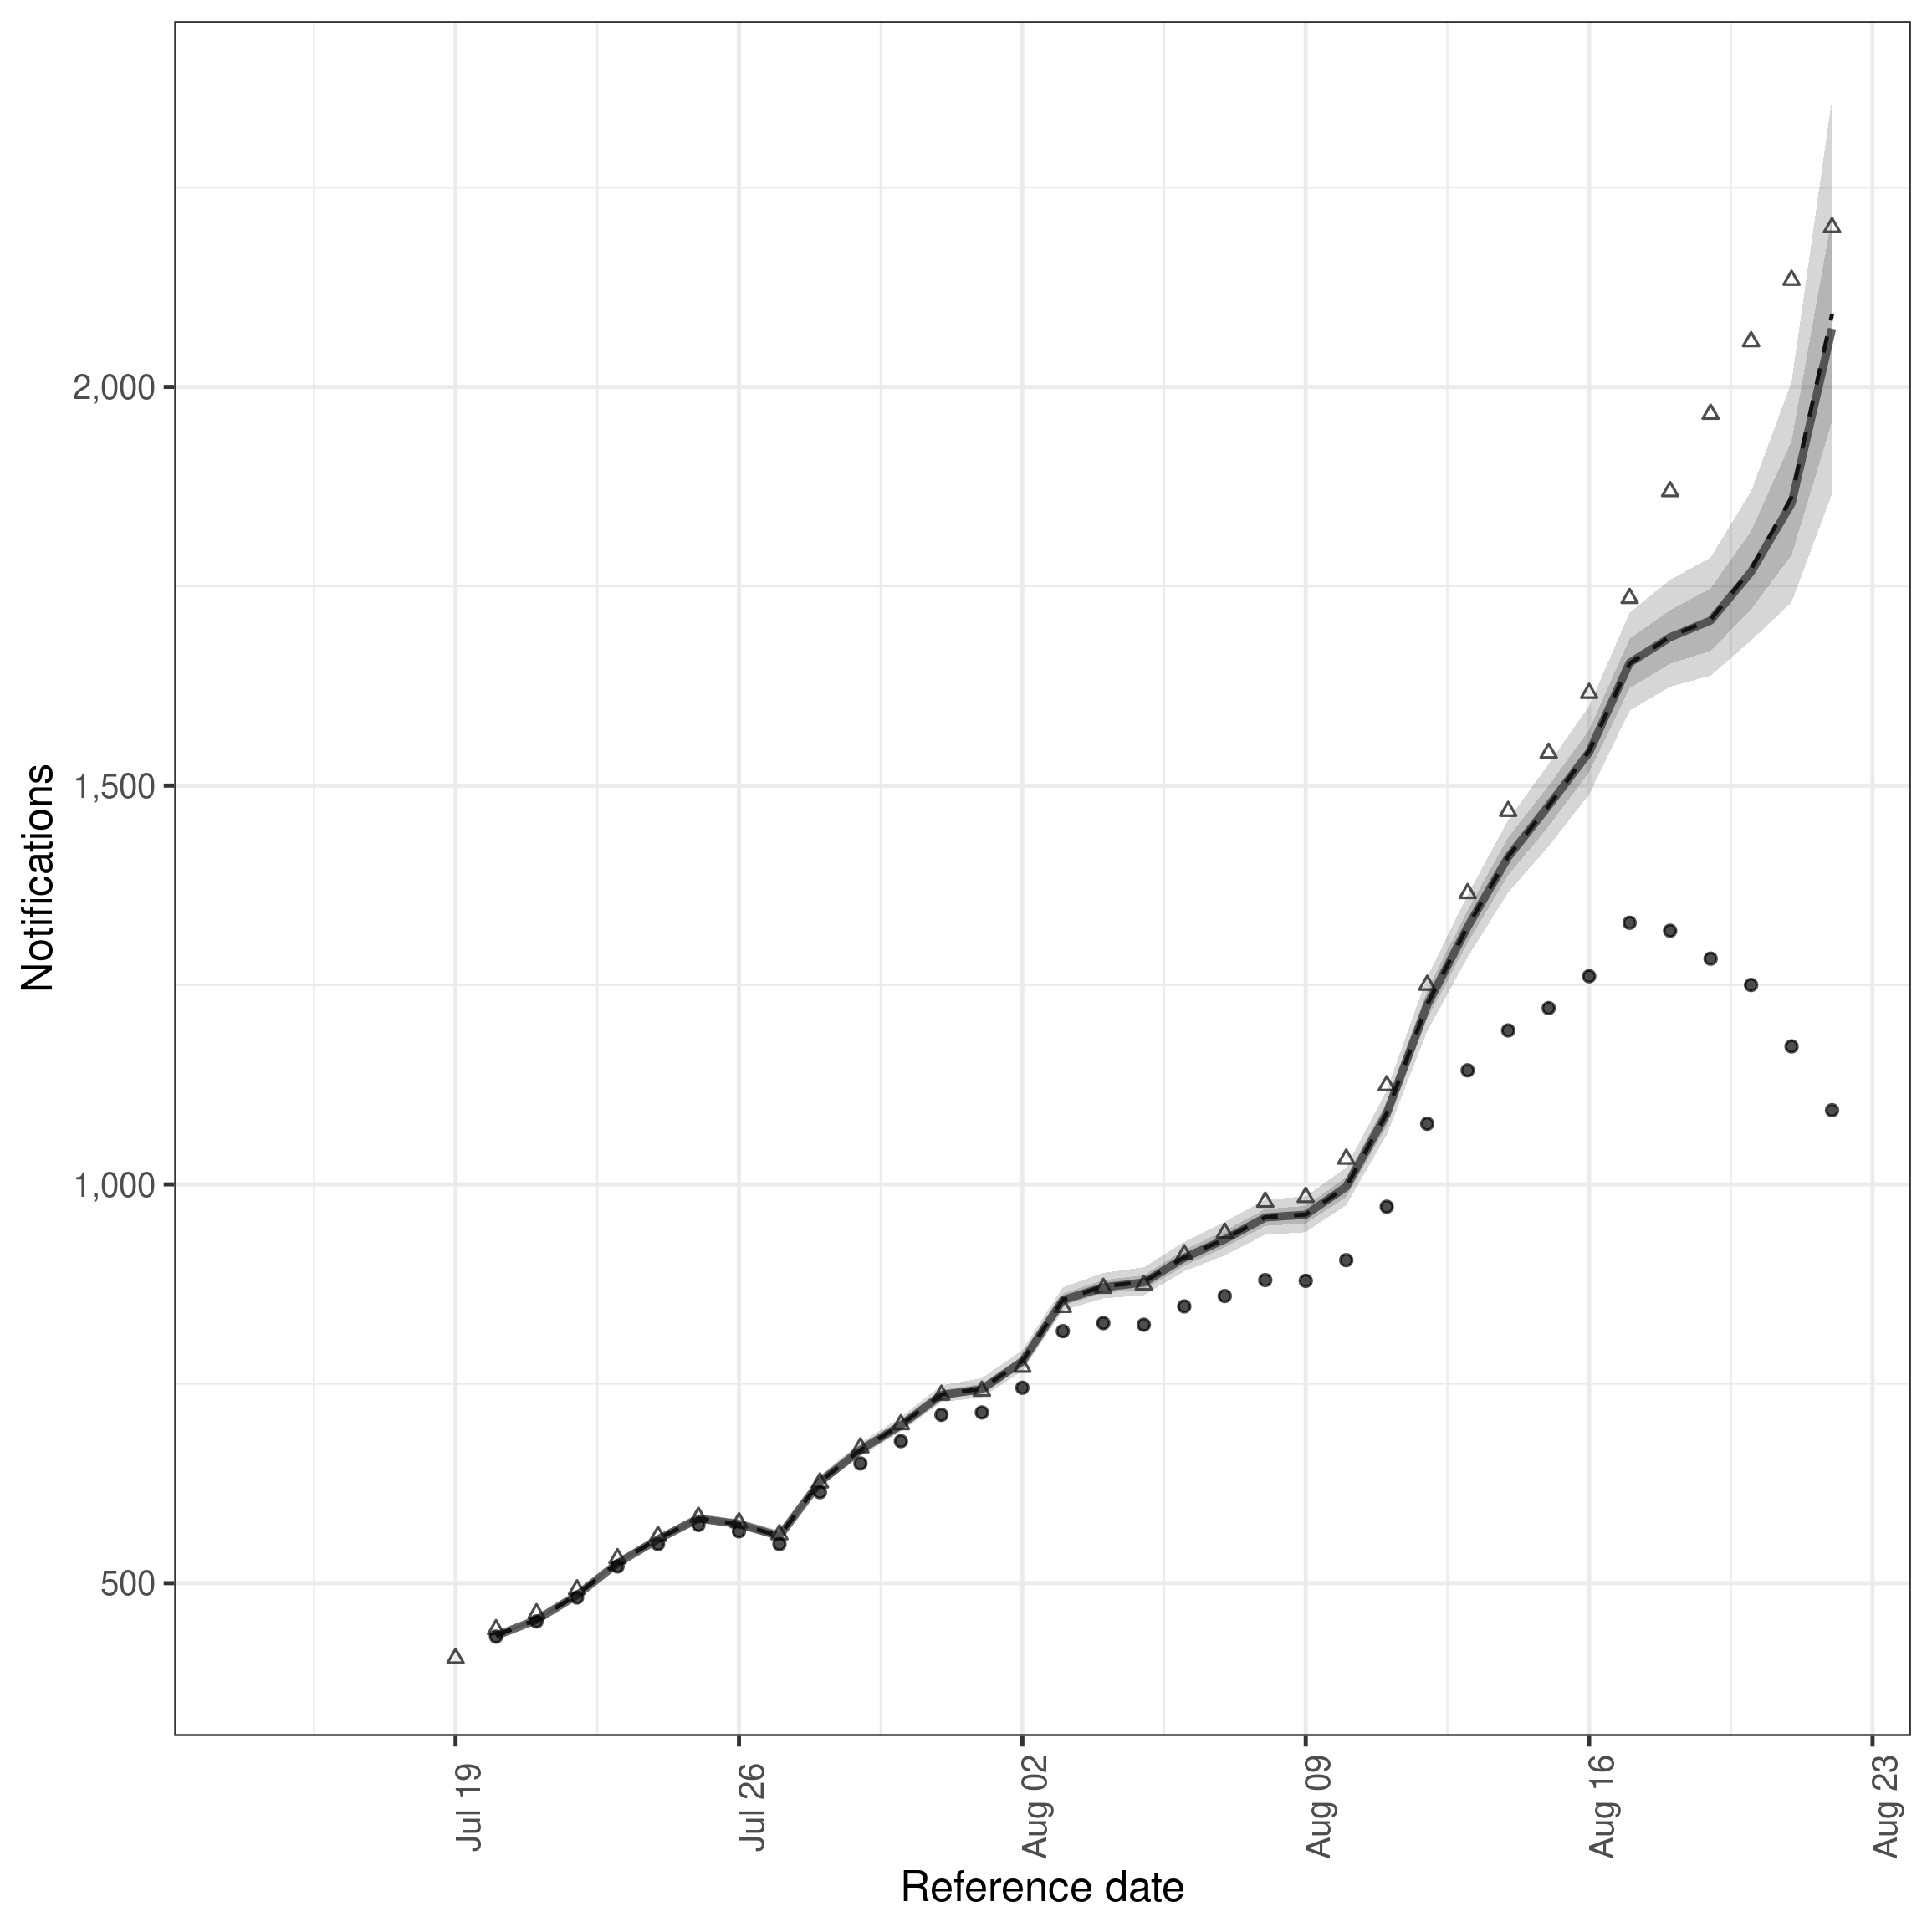 Notifications
2,000
1,500
1,000
500
Jul 19
Jul 26
Aug 02
Aug 09
Aug 16
Aug 23
Reference date